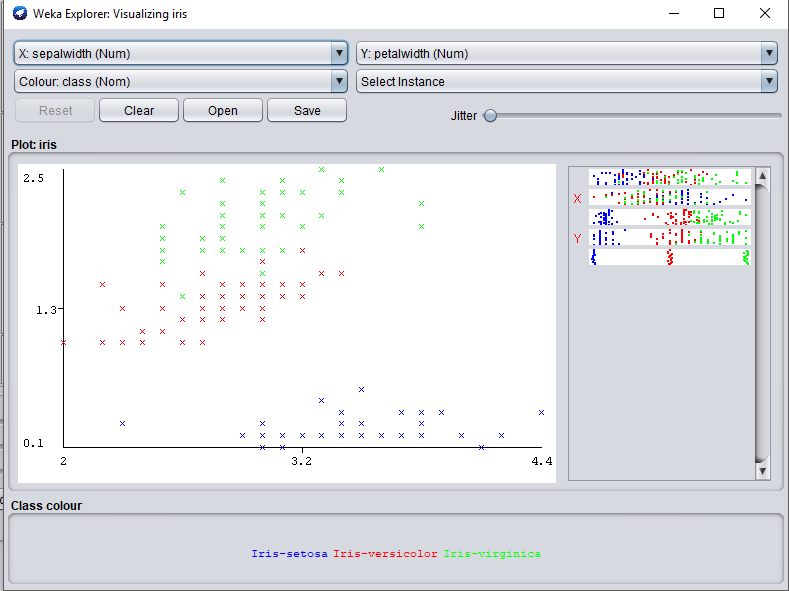 Weka Explorer: Visualizing iris
X: sepalwidth (Num) Y: petalwidth (Num)
Colour: class (Nom) Select Instance
Reset Clear Open Save Jitter
Plot: iris
2.5
1.3
0.1
2 3.2 4.4
X
Y
Class colour
Iris-setosa Iris-versicolor Iris-virginica